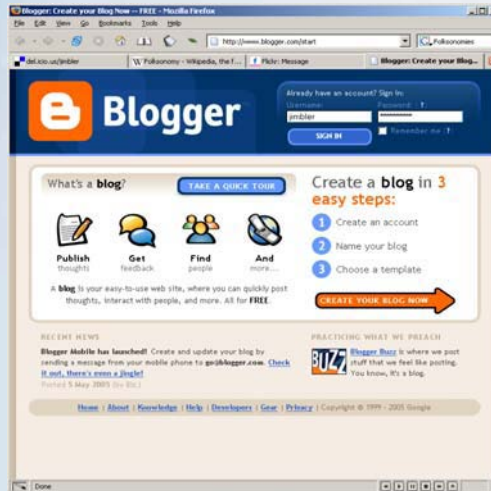 Blogger: Create your Blog Now -- FREE - Mozilla Firefox
File Edit View Go Bookmarks Tools Help
http://www.blogger.com/start
Folksonomies
del.icio.us/jmbler
Folksonomy - Wikipedia, the f...
Flickr: Message
Blogger: Create your Blog...
Blogger
Already have an account? Sign in:
Username: Password: ?
jmbler
SIGN IN
Remember me ?
What's a blog?
TAKE A QUICK TOUR
Publish Get Find And
thoughts feedback people more...
A blog is your easy-to-use web site, where you can quickly post
thoughts, interact with people, and more. All for FREE.
Create a blog in 3
easy steps:
1 Create an account
2 Name your blog
3 Choose a template
CREATE YOUR BLOG NOW
RECENT NEWS
Blogger Mobile has launched! Create and update your blog by
sending a message from your mobile phone to go@blogger.com. Check
it out, there's even a jingle!
Posted 5 May 2005 (by Biz.)
PRACTICING WHAT WE PREACH
BUZZ
Blogger Buzz is where we post
stuff that we feel like posting.
You know, it's a blog.
Home | About | Knowledge | Help | Developers | Gear | Privacy | Copyright © 1999 - 2005 Google
Done